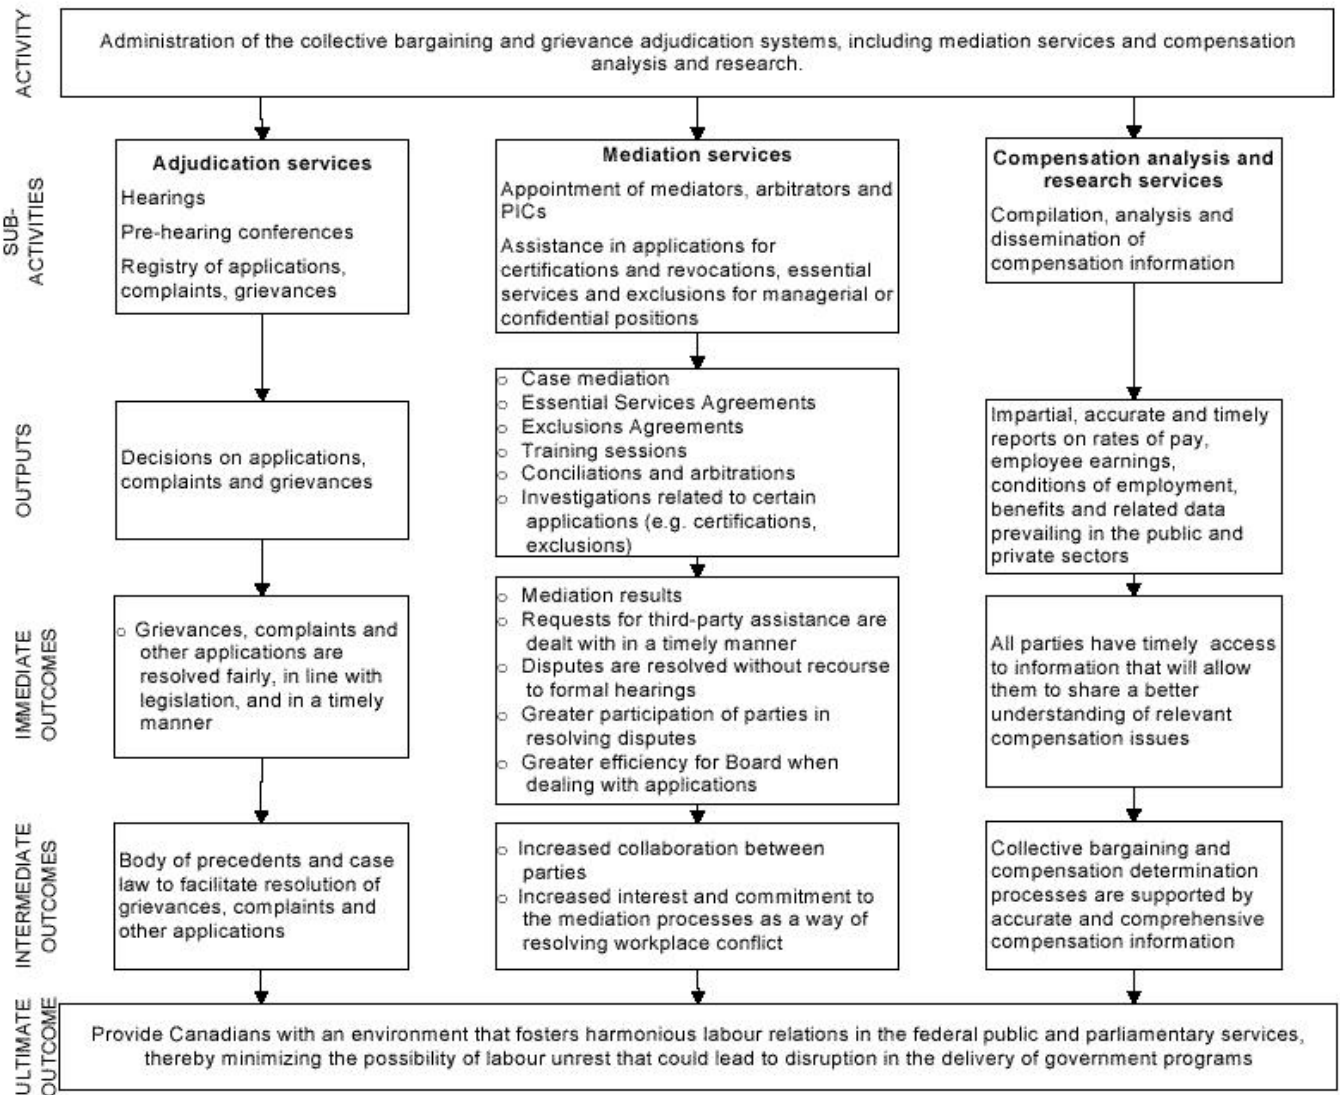 ACTIVITY
Administration of the collective bargaining and grievance adjudication systems, including mediation services and compensation
analysis and research.
SUB-
ACTIVITIES
Adjudication services
Hearings
Pre-hearing conferences
Registry of applications,
complaints, grievances
Mediation services
Appointment of mediators, arbitrators and
PICs
Assistance in applications for
certifications and revocations, essential
services and exclusions for managerial or
confidential positions
Compensation analysis and
research services
Compilation, analysis and
dissemination of
compensation information
OUTPUTS
Decisions on applications,
complaints and grievances
o Case mediation
o Essential Services Agreements
o Exclusions Agreements
o Training sessions
o Conciliations and arbitrations
o Investigations related to certain
applications (e.g. certifications,
exclusions)
Impartial, accurate and timely
reports on rates of pay,
employee earnings,
conditions of employment,
benefits and related data
prevailing in the public and
private sectors
IMMEDIATE
OUTCOMES
o Grievances, complaints and
other applications are
resolved fairly, in line with
legislation, and in a timely
manner
o Mediation results
o Requests for third-party assistance are
dealt with in a timely manner
o Disputes are resolved without recourse
to formal hearings
o Greater participation of parties in
resolving disputes
o Greater efficiency for Board when
dealing with applications
All parties have timely access
to information that will allow
them to share a better
understanding of relevant
compensation issues
INTERMEDIATE
OUTCOMES
Body of precedents and case
law to facilitate resolution of
grievances, complaints and
other applications
o Increased collaboration between
parties
o Increased interest and commitment to
the mediation processes as a way of
resolving workplace conflict
Collective bargaining and
compensation determination
processes are supported by
accurate and comprehensive
compensation information
ULTIMATE
OUTCOME
Provide Canadians with an environment that fosters harmonious labour relations in the federal public and parliamentary services,
thereby minimizing the possibility of labour unrest that could lead to disruption in the delivery of government programs